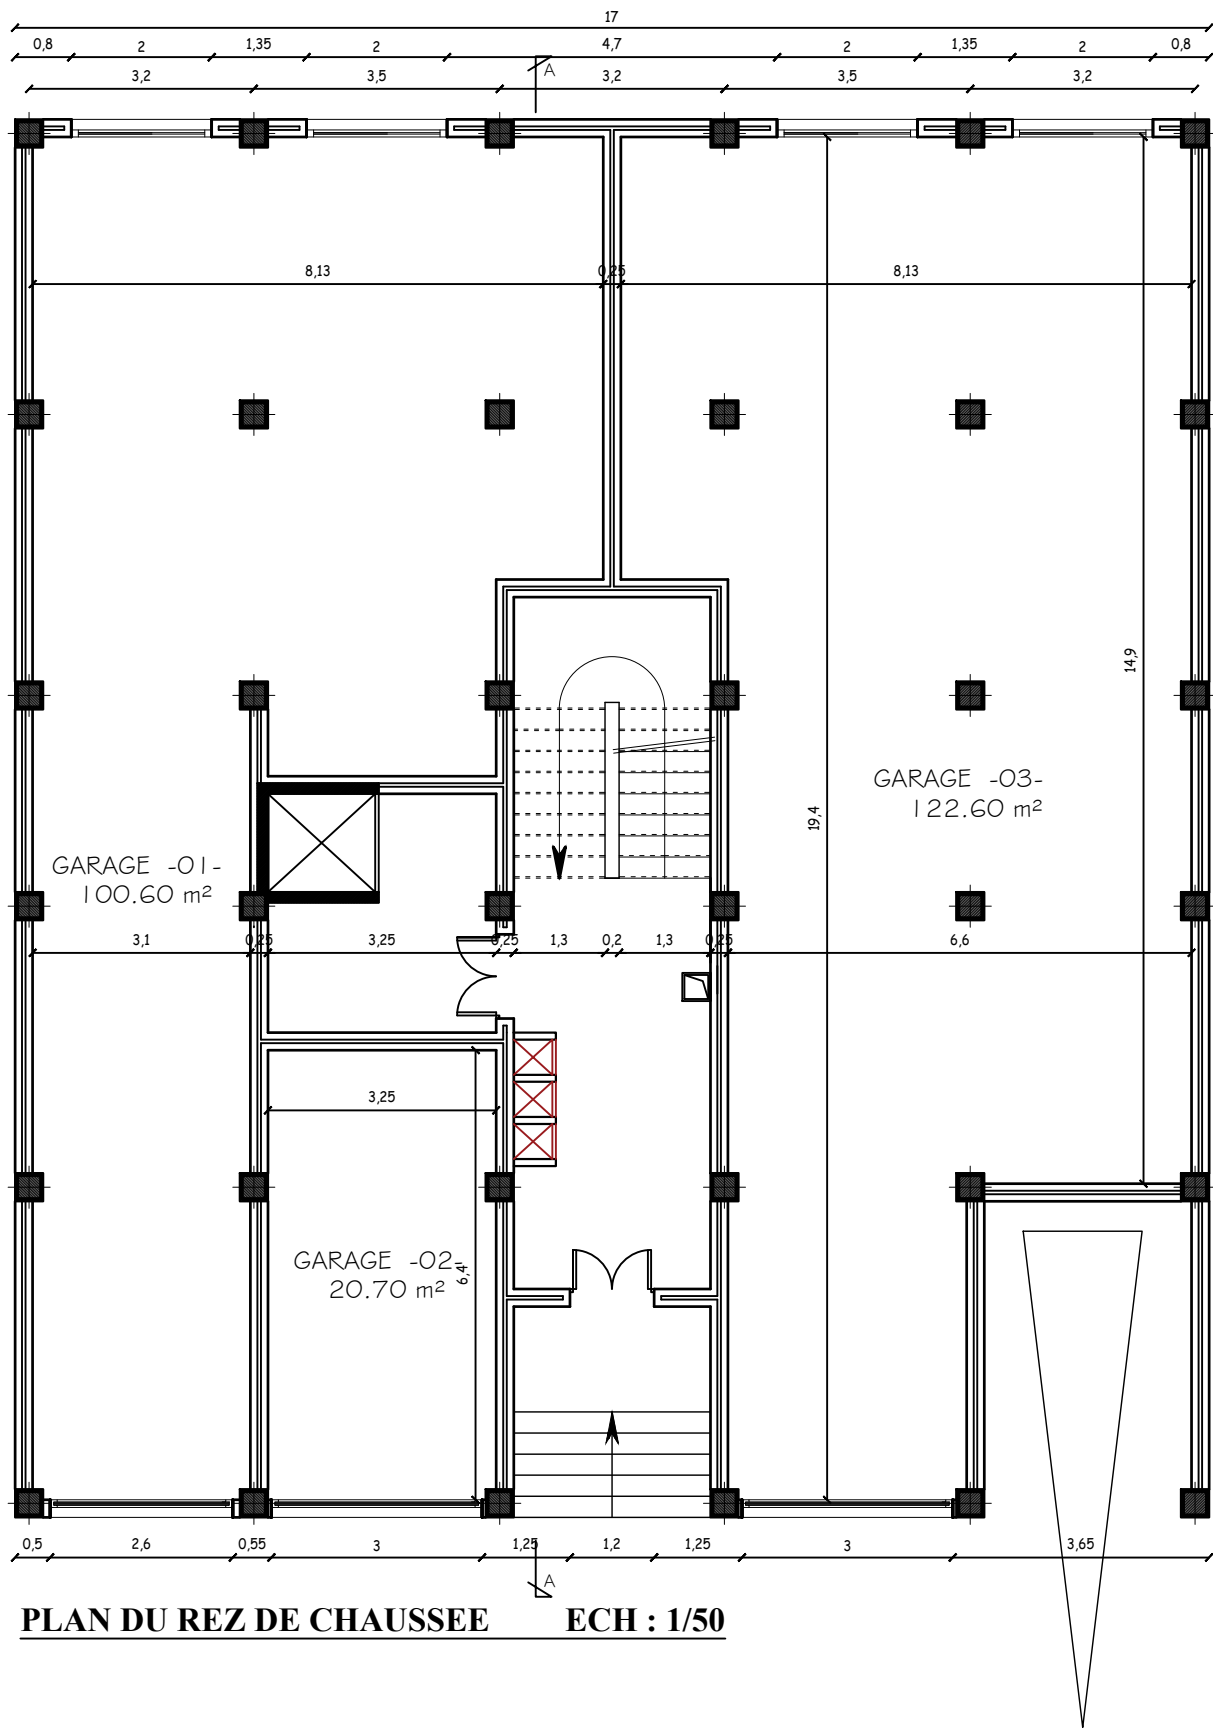 17
0,8 2 1,35 2 4,7 2 1,35 2 0,8
3,2 3,5 3,2 3,5 3,2
A
8,13 0,25 8,13
14,9
GARAGE -03-
122.60 m²
19,4
GARAGE -01-
100.60 m²
3,1 0,25 3,25 0,25 1,3 0,2 1,3 0,25 6,6
3,25
GARAGE -02-
20.70 m²
6,4
0,5 2,6 0,55 3 1,25 1,2 1,25 3 3,65
A
PLAN DU REZ DE CHAUSSEE ECH : 1/50